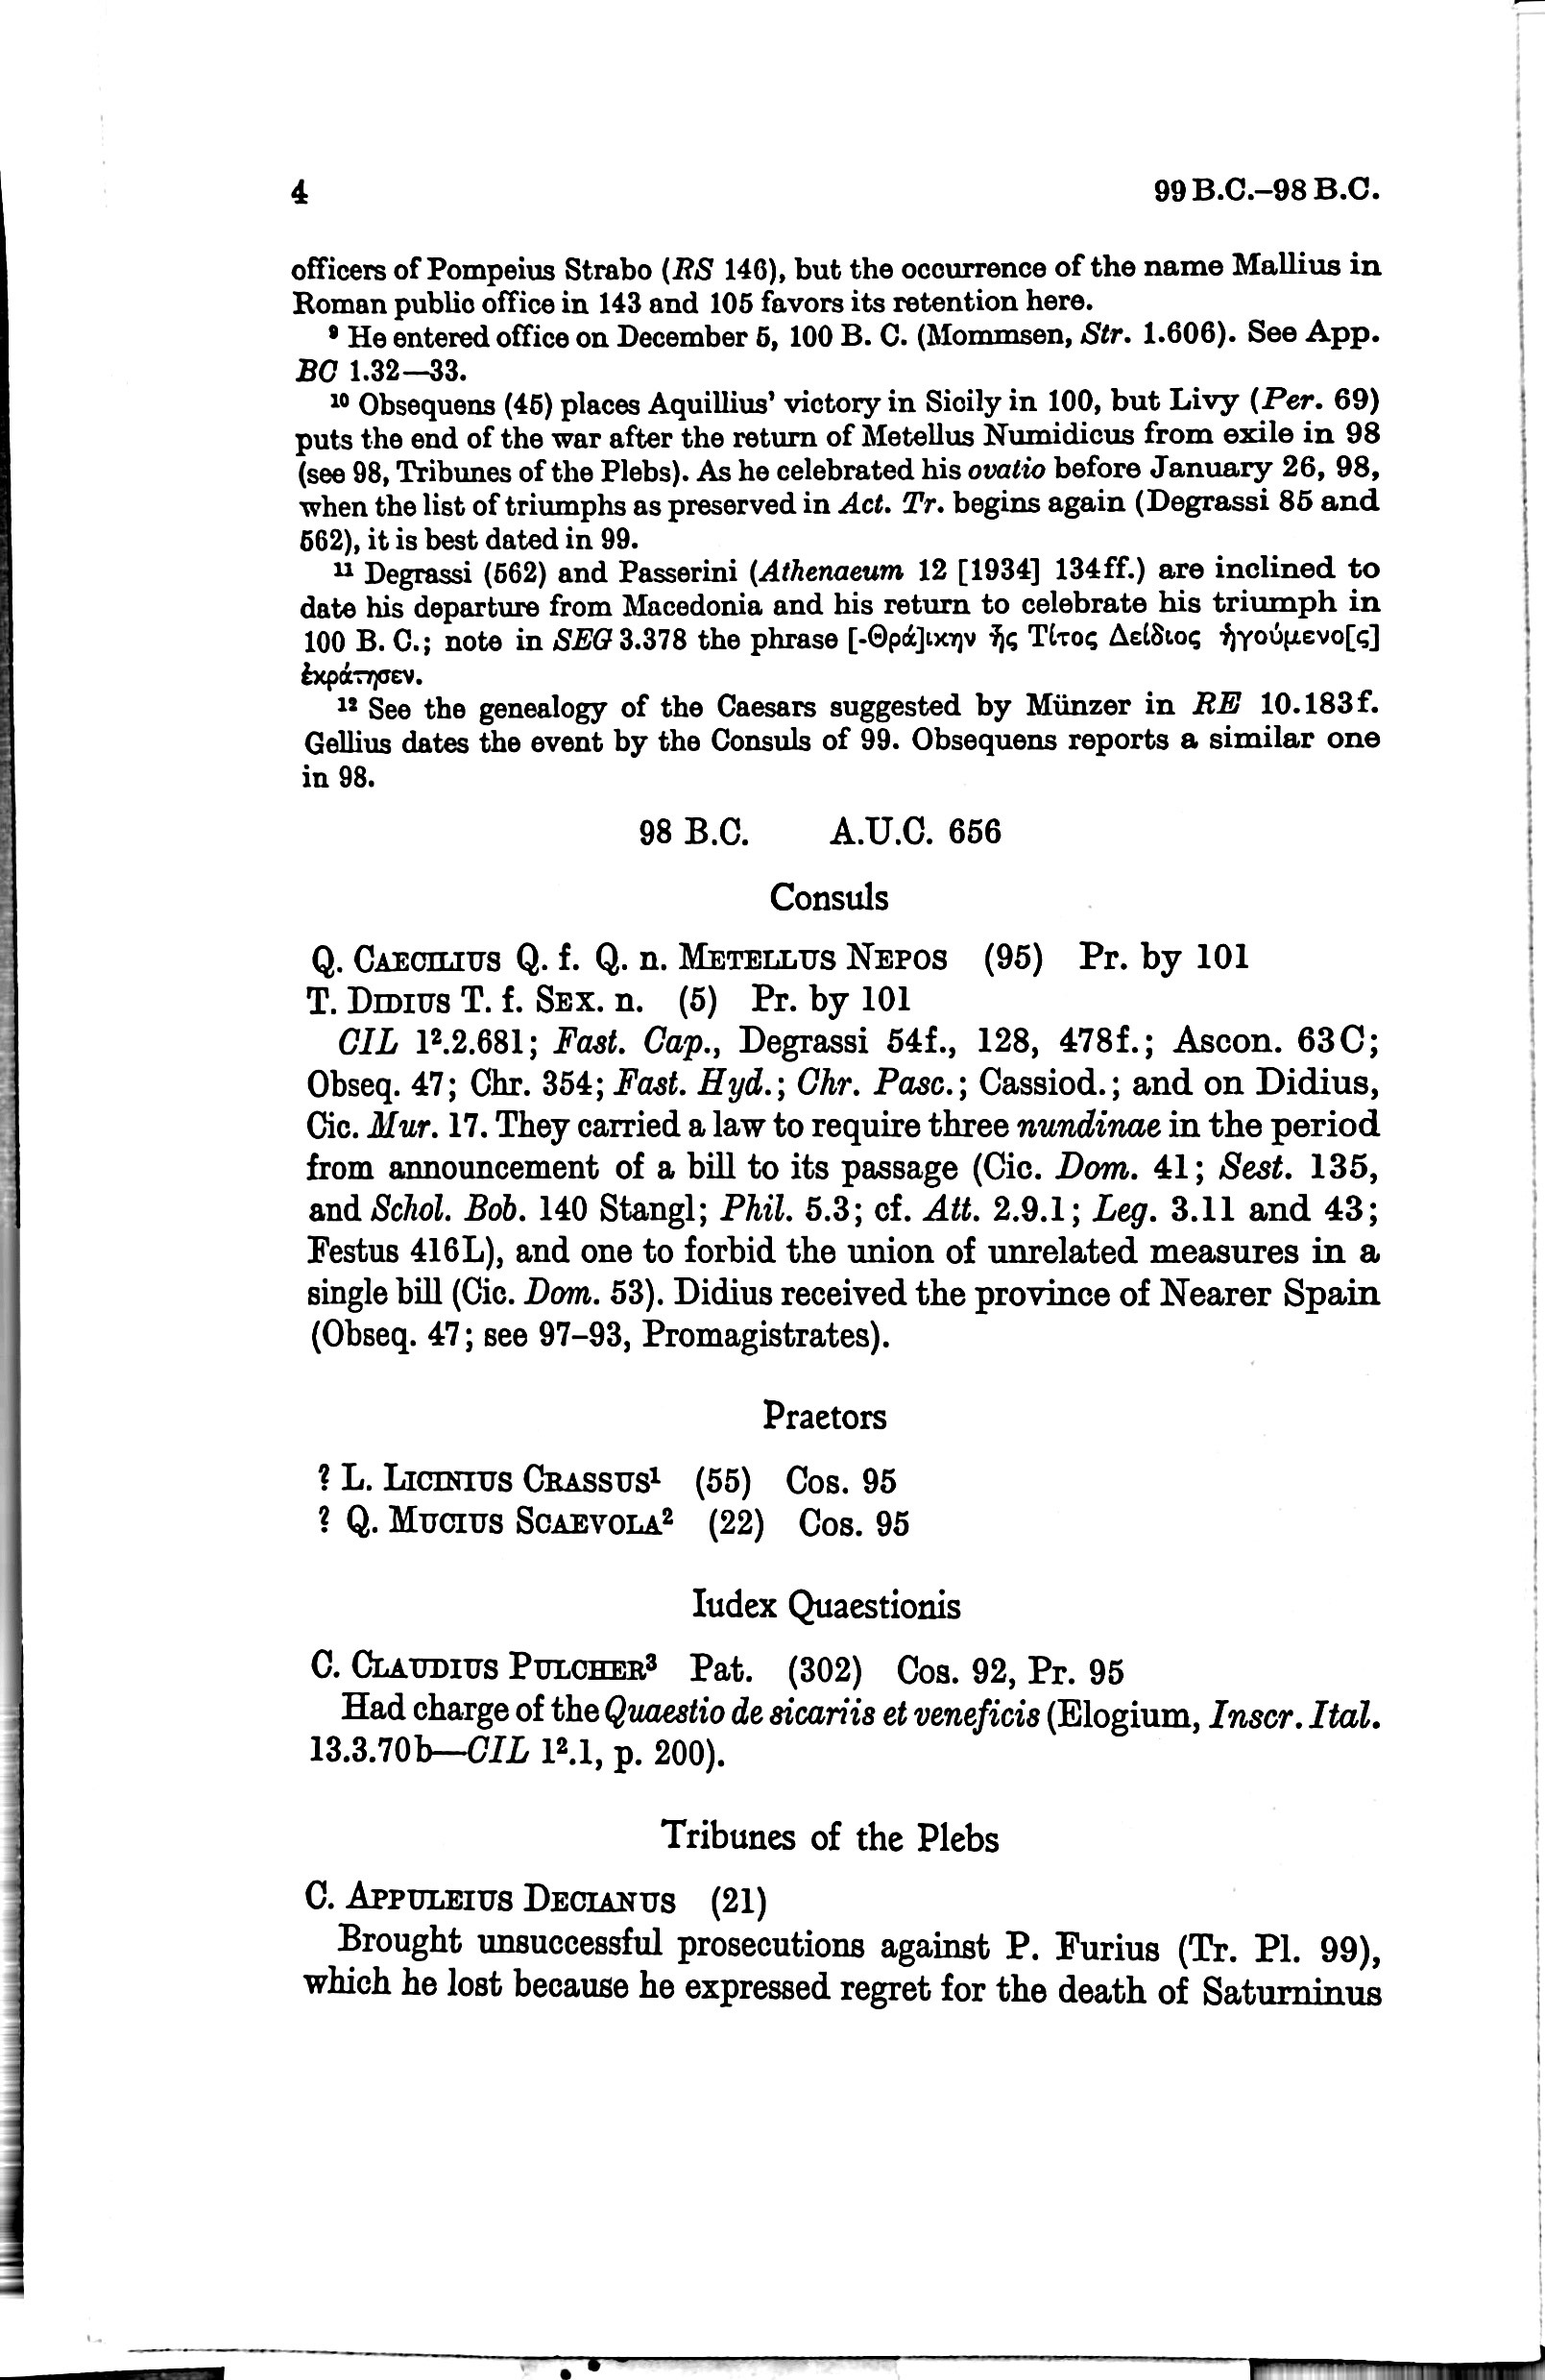 4 99 B.C.–98 B.C.
officers of Pompeius Strabo (RS 146), but the occurrence of the name Mallius in
Roman public office in 143 and 105 favors its retention here.
⁹ He entered office on December 5, 100 B. C. (Mommsen, Str. 1.606). See App.
BC 1.32—33.
¹⁰ Obsequens (45) places Aquillius' victory in Sicily in 100, but Livy (Per. 69)
puts the end of the war after the return of Metellus Numidicus from exile in 98
(see 98, Tribunes of the Plebs). As he celebrated his ovatio before January 26, 98,
when the list of triumphs as preserved in Act. Tr. begins again (Degrassi 85 and
562), it is best dated in 99.
¹¹ Degrassi (562) and Passerini (Athenaeum 12 [1934] 134ff.) are inclined to
date his departure from Macedonia and his return to celebrate his triumph in
100 B. C.; note in SEG 3.378 the phrase [-Θρά]ικην ἧς Τίτος Δείδιος ἡγούμενο[ς]
ἐκράτησεν.
¹² See the genealogy of the Caesars suggested by Münzer in RE 10.183f.
Gellius dates the event by the Consuls of 99. Obsequens reports a similar one
in 98.
98 B.C. A.U.C. 656
Consuls
Q. CAECILIUS Q. f. Q. n. METELLUS NEPOS (95) Pr. by 101
T. DIDIUS T. f. SEX. n. (5) Pr. by 101
CIL 1².2.681; Fast. Cap., Degrassi 54f., 128, 478f.; Ascon. 63C;
Obseq. 47; Chr. 354; Fast. Hyd.; Chr. Pasc.; Cassiod.; and on Didius,
Cic. Mur. 17. They carried a law to require three nundinae in the period
from announcement of a bill to its passage (Cic. Dom. 41; Sest. 135,
and Schol. Bob. 140 Stangl; Phil. 5.3; cf. Att. 2.9.1; Leg. 3.11 and 43;
Festus 416L), and one to forbid the union of unrelated measures in a
single bill (Cic. Dom. 53). Didius received the province of Nearer Spain
(Obseq. 47; see 97–93, Promagistrates).
Praetors
? L. LICINIUS CRASSUS¹ (55) Cos. 95
? Q. MUCIUS SCAEVOLA² (22) Cos. 95
Iudex Quaestionis
C. CLAUDIUS PULCHER³ Pat. (302) Cos. 92, Pr. 95
Had charge of the Quaestio de sicariis et veneficis (Elogium, Inscr. Ital.
13.3.70b—CIL 1².1, p. 200).
Tribunes of the Plebs
C. APPULEIUS DECIANUS (21)
Brought unsuccessful prosecutions against P. Furius (Tr. Pl. 99),
which he lost because he expressed regret for the death of Saturninus